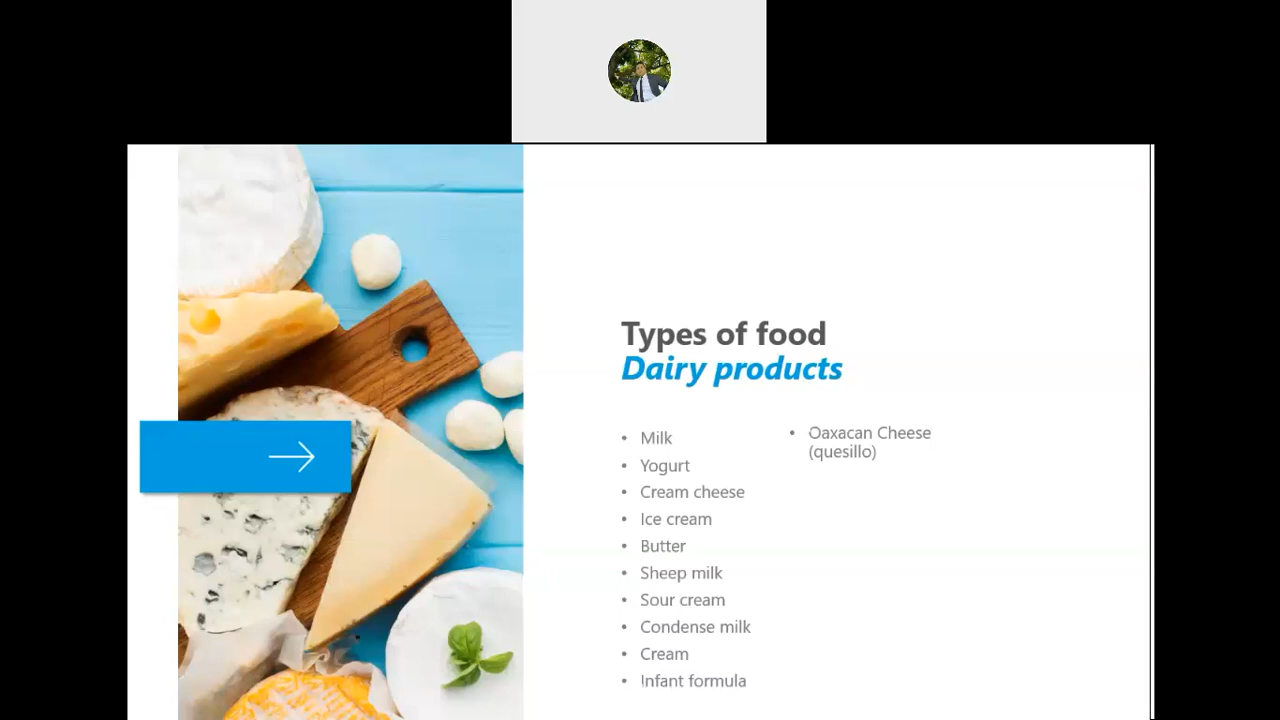 Types of food
Dairy products
• Milk
• Yogurt
• Cream cheese
• Ice cream
• Butter
• Sheep milk
• Sour cream
• Condense milk
• Cream
• Infant formula
• Oaxacan Cheese
(quesillo)